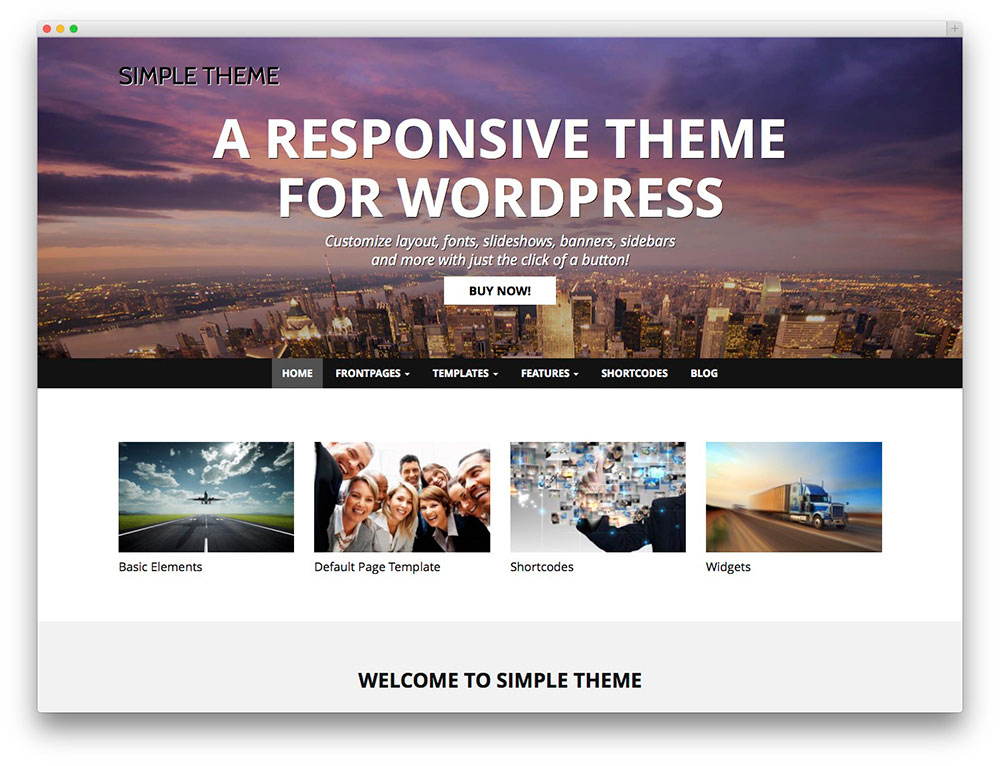 SIMPLE THEME
A RESPONSIVE THEME
FOR WORDPRESS
Customize layout, fonts, slideshows, banners, sidebars
and more with just the click of a button!
BUY NOW!
HOME FRONTPAGES TEMPLATES FEATURES SHORTCODES BLOG
Basic Elements Default Page Template Shortcodes Widgets
WELCOME TO SIMPLE THEME